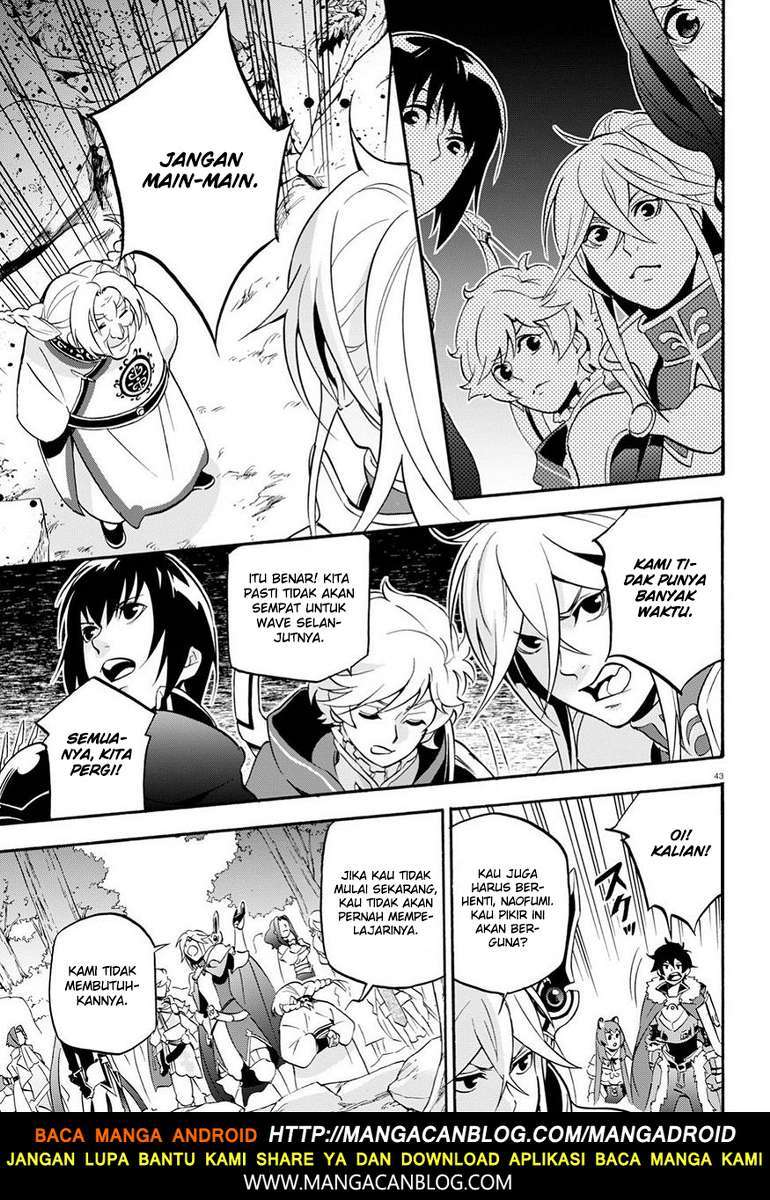 JANGAN
MAIN-MAIN.
KAMI TI-
DAK PUNYA
BANYAK
WAKTU.
ITU BENAR! KITA
PASTI TIDAK AKAN
SEMPAT UNTUK
WAVE SELAN-
JUTNYA.
SEMUA-
NYA, KITA
PERGI!
43
OI!
KALIAN!
スクッ
KAU JUGA
HARUS BER-
HENTI, NAOFUMI.
KAU PIKIR INI
AKAN BER-
GUNA?
JIKA KAU TIDAK
MULAI SEKARANG,
KAU TIDAK AKAN
PERNAH MEMPE-
LAJARINYA.
KAMI TIDAK
MEMBUTUH-
KANNYA.
BACA MANGA ANDROID HTTP://MANGACANBLOG.COM/MANGADROID
JANGAN LUPA BANTU KAMI SHARE YA DAN DOWNLOAD APLIKASI BACA MANGA KAMI
WWW.MANGACANBLOG.COM